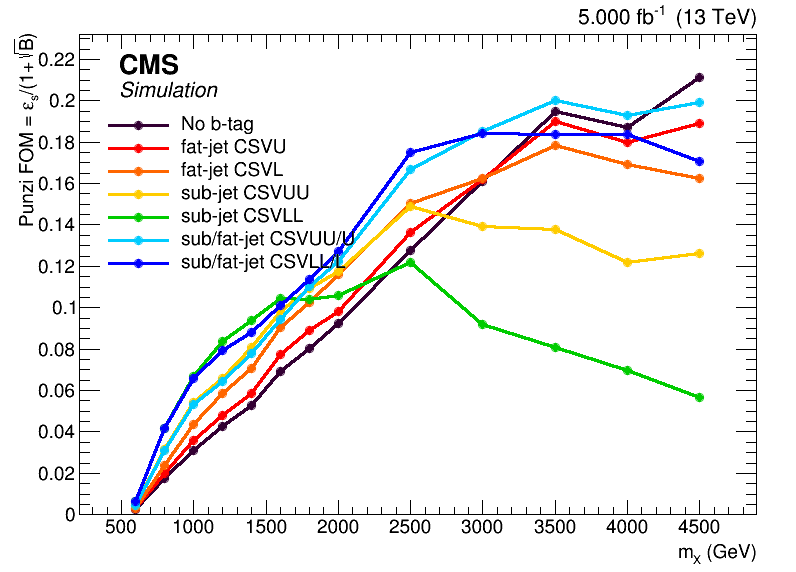 5.000 fb⁻¹ (13 TeV)
Punzi FOM = εs/(1+√B)
CMS
Simulation
No b-tag
fat-jet CSVU
fat-jet CSVL
sub-jet CSVUU
sub-jet CSVLL
sub/fat-jet CSVUU/U
sub/fat-jet CSVLL/L
0.22
0.2
0.18
0.16
0.14
0.12
0.1
0.08
0.06
0.04
0.02
0
500 1000 1500 2000 2500 3000 3500 4000 4500
mX (GeV)